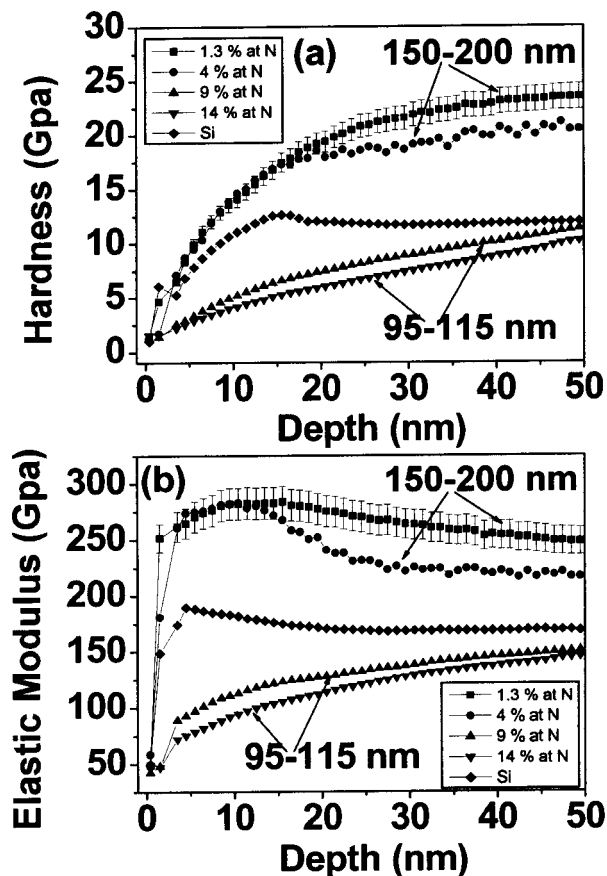 (a)
150-200 nm
1.3 % at N
4 % at N
9 % at N
14 % at N
Si
Hardness (Gpa)
30
25
20
15
10
5
0
95-115 nm
0 10 20 30 40 50
Depth (nm)
(b)
150-200 nm
Elastic Modulus (Gpa)
300
250
200
150
100
50
95-115 nm
1.3 % at N
4 % at N
9 % at N
14 % at N
Si
0 10 20 30 40 50
Depth (nm)